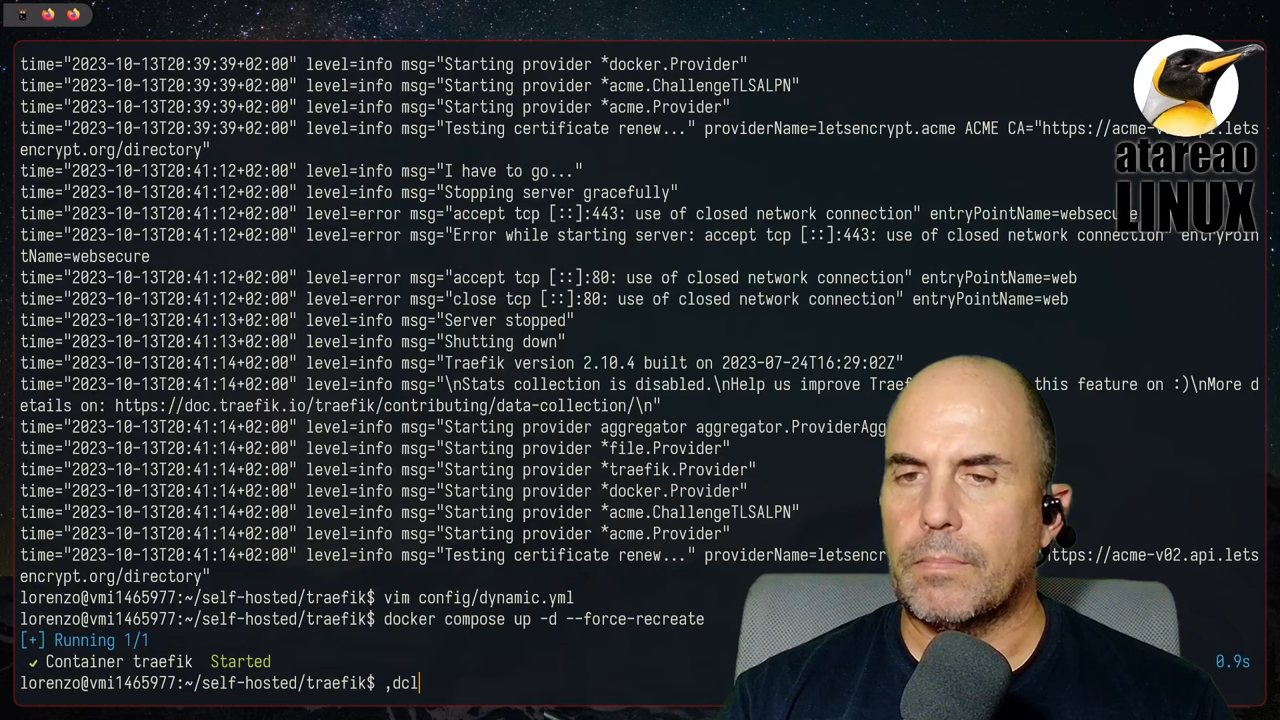 time="2023-10-13T20:39:39+02:00" level=info msg="Starting provider *docker.Provider"
time="2023-10-13T20:39:39+02:00" level=info msg="Starting provider *acme.ChallengeTLSALPN"
time="2023-10-13T20:39:39+02:00" level=info msg="Starting provider *acme.Provider"
time="2023-10-13T20:39:39+02:00" level=info msg="Testing certificate renew..." providerName=letsencrypt.acme ACME CA="https://acme-v02.api.lets
encrypt.org/directory"
time="2023-10-13T20:41:12+02:00" level=info msg="I have to go..."
time="2023-10-13T20:41:12+02:00" level=info msg="Stopping server gracefully"
time="2023-10-13T20:41:12+02:00" level=error msg="accept tcp [::]:443: use of closed network connection" entryPointName=websecure
time="2023-10-13T20:41:12+02:00" level=error msg="Error while starting server: accept tcp [::]:443: use of closed network connection" entryPoin
tName=websecure
time="2023-10-13T20:41:12+02:00" level=error msg="accept tcp [::]:80: use of closed network connection" entryPointName=web
time="2023-10-13T20:41:12+02:00" level=error msg="close tcp [::]:80: use of closed network connection" entryPointName=web
time="2023-10-13T20:41:13+02:00" level=info msg="Server stopped"
time="2023-10-13T20:41:13+02:00" level=info msg="Shutting down"
time="2023-10-13T20:41:14+02:00" level=info msg="Traefik version 2.10.4 built on 2023-07-24T16:29:02Z"
time="2023-10-13T20:41:14+02:00" level=info msg="\nStats collection is disabled.\nHelp us improve this feature on :)\nMore d
etails on: https://doc.traefik.io/traefik/contributing/data-collection/\n"
time="2023-10-13T20:41:14+02:00" level=info msg="Starting provider aggregator
time="2023-10-13T20:41:14+02:00" level=info msg="Starting provider *file.Provider"
time="2023-10-13T20:41:14+02:00" level=info msg="Starting provider *traefik.Provider"
time="2023-10-13T20:41:14+02:00" level=info msg="Starting provider *docker.Provider"
time="2023-10-13T20:41:14+02:00" level=info msg="Starting provider *acme.ChallengeTLSALPN"
time="2023-10-13T20:41:14+02:00" level=info msg="Starting provider *acme.Provider"
time="2023-10-13T20:41:14+02:00" level=info msg="Testing certificate renew..." ttps://acme-v02.api.lets
encrypt.org/directory"
lorenzo@vmi1465977:~/self-hosted/traefik$ vim config/dynamic.yml
lorenzo@vmi1465977:~/self-hosted/traefik$ docker compose up -d --force-recreate
[+] Running 1/1
✔ Container traefik Started 0.9s
lorenzo@vmi1465977:~/self-hosted/traefik$ ,dcl
atareao
LINUX